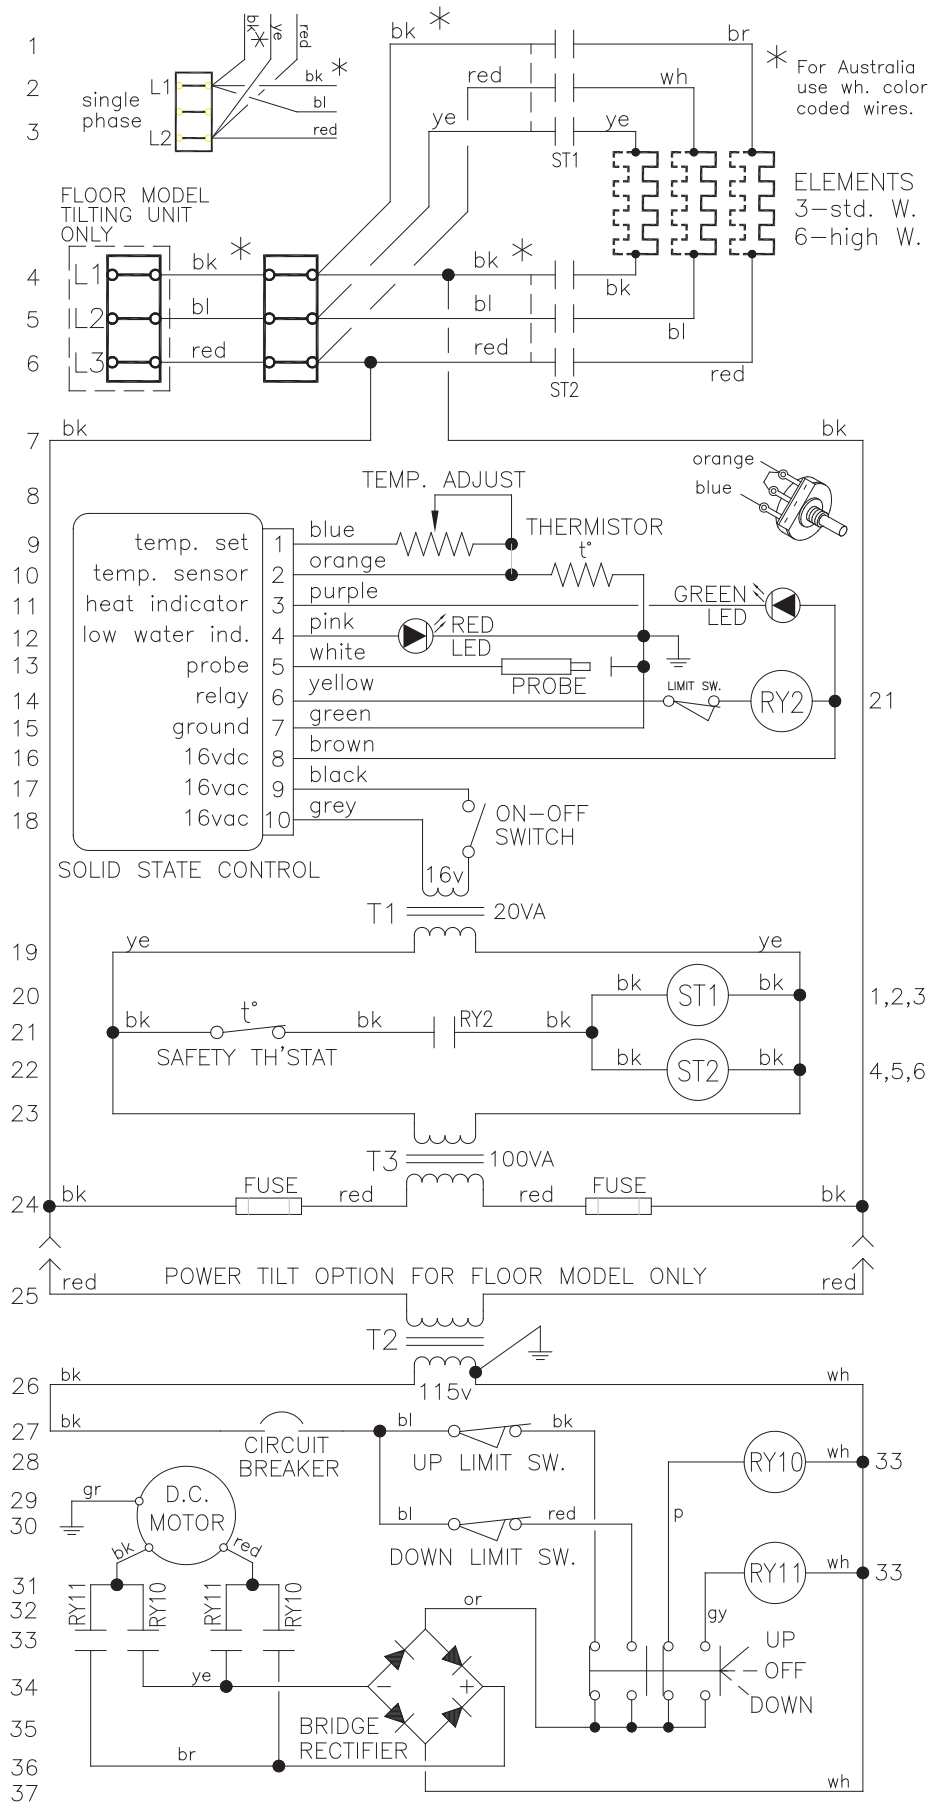 bk
ye
red
single
phase
L1
L2
bk *
bl
red
1
2
3
bk *
red
ye
ST1
br
wh
ye
* For Australia
use wh. color
coded wires.
ELEMENTS
3-std. W.
6-high W.
FLOOR MODEL
TILTING UNIT
ONLY
4
5
6
L1
L2
L3
bk *
bl
red
bk *
bl
red
ST2
bk
bl
red
7
bk
bk
8
TEMP. ADJUST
orange
blue
9
temp. set
1
blue
THERMISTOR
t°
10
temp. sensor
2
orange
11
heat indicator
3
purple
GREEN
LED
12
low water ind.
4
pink
RED
LED
13
probe
5
white
PROBE
14
relay
6
yellow
LIMIT SW.
RY2
21
15
ground
7
green
16
16vdc
8
brown
17
16vac
9
black
18
16vac
10
grey
ON-OFF
SWITCH
SOLID STATE CONTROL
16v
T1
20VA
19
ye
ye
20
bk
ST1
bk
1,2,3
21
bk
t°
SAFETY TH'STAT
bk
RY2
bk
22
bk
ST2
bk
4,5,6
23
T3
100VA
24
bk
FUSE
red
red
FUSE
bk
POWER TILT OPTION FOR FLOOR MODEL ONLY
25
red
red
T2
26
bk
115v
wh
27
bk
CIRCUIT
BREAKER
bl
UP LIMIT SW.
bk
28
RY10
wh
33
29
gr
D.C.
MOTOR
30
bl
red
DOWN LIMIT SW.
p
bk
red
31
RY11
RY10
RY11
RY10
RY11
wh
33
32
or
gy
33
UP
OFF
DOWN
34
ye
-
+
35
BRIDGE
RECTIFIER
36
br
37
wh